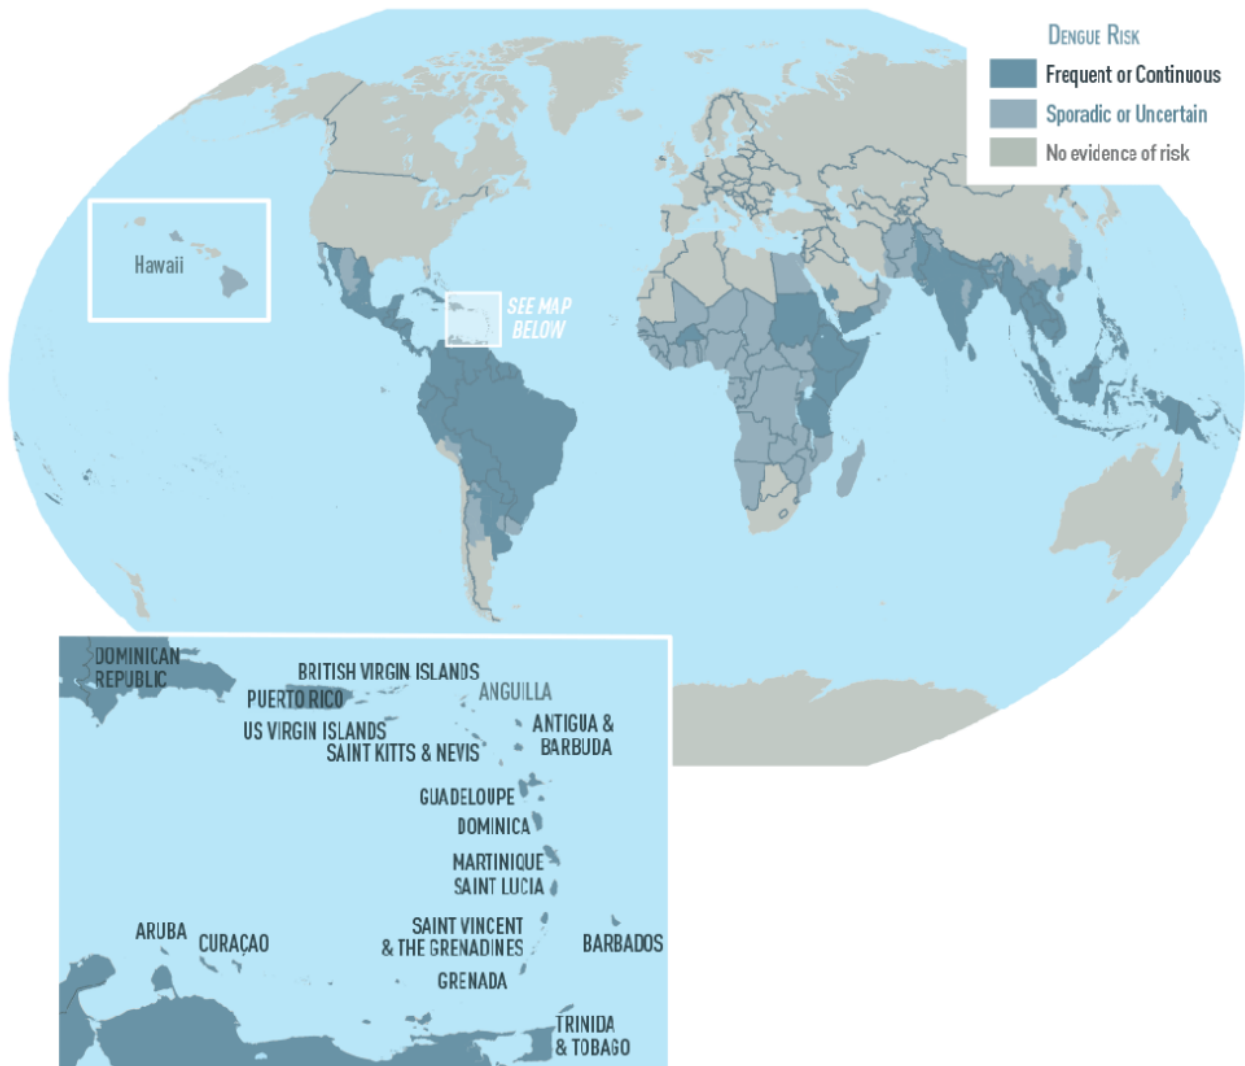 DENGUE RISK
Frequent or Continuous
Sporadic or Uncertain
No evidence of risk
Hawaii
SEE MAP
BELOW
DOMINICAN
REPUBLIC
BRITISH VIRGIN ISLANDS
PUERTO RICO
ANGUILLA
US VIRGIN ISLANDS
ANTIGUA &
BARBUDA
SAINT KITTS & NEVIS
GUADELOUPE
DOMINICA
MARTINIQUE
SAINT LUCIA
SAINT VINCENT
& THE GRENADINES
BARBADOS
ARUBA
CURAÇAO
GRENADA
TRINIDA
& TOBAGO